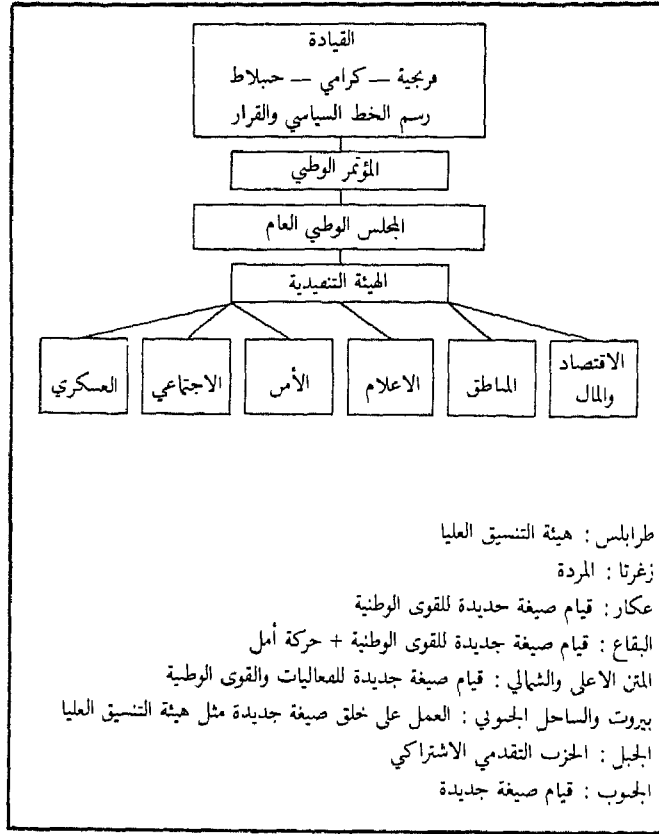 القيادة
فرنجية — كرامي — جنبلاط
رسم الخط السياسي والقرار
المؤتمر الوطني
المجلس الوطني العام
الهيئة التنفيذية
الاقتصاد
والمال
المناطق
الاعلام
الأمن
الاجتماعي
العسكري
طرابلس : هيئة التنسيق العليا
زغرتا : المردة
عكار : قيام صيغة جديدة للقوى الوطنية
البقاع : قيام صيغة جديدة للقوى الوطنية + حركة أمل
المتن الاعلى والشمالي : قيام صيغة جديدة للفعاليات والقوى الوطنية
بيروت والساحل الجنوبي : العمل على خلق صيغة جديدة مثل هيئة التنسيق العليا
الجبل : الحزب التقدمي الاشتراكي
الجنوب : قيام صيغة جديدة